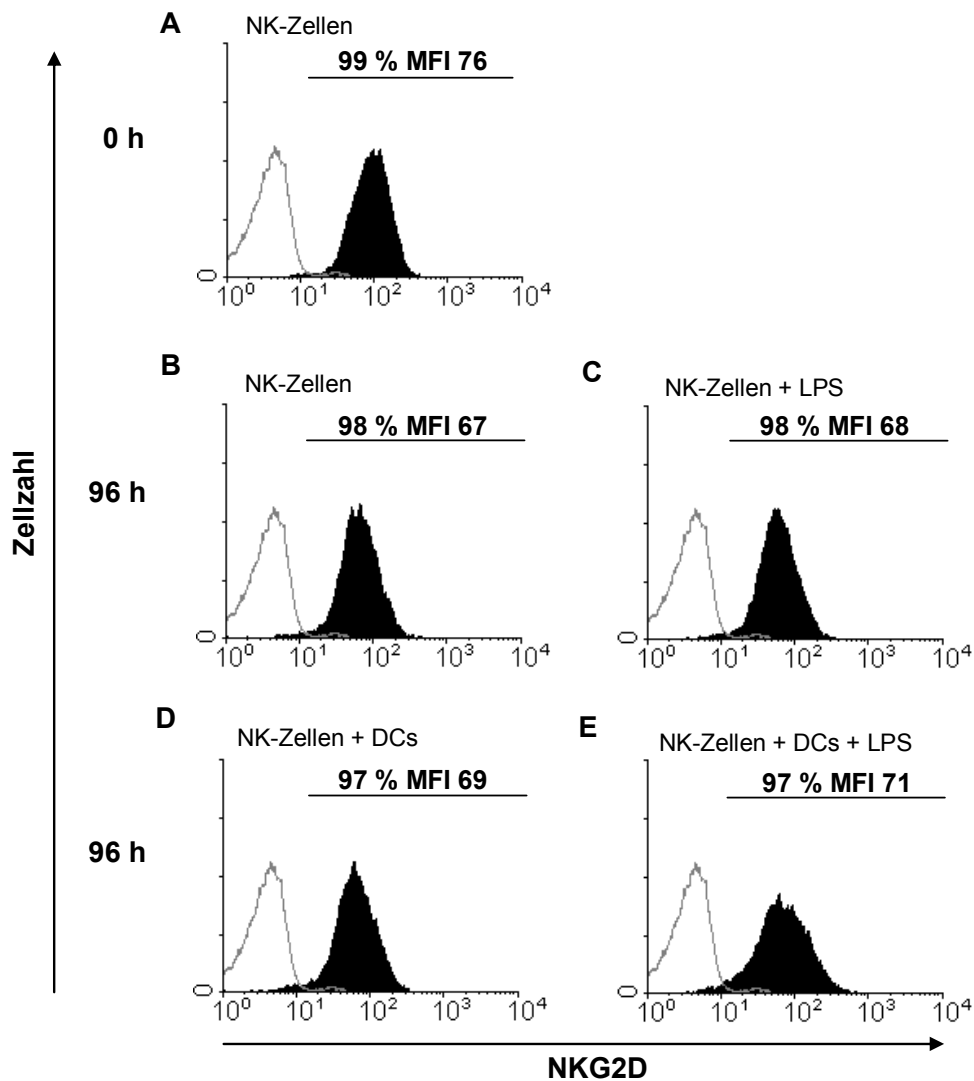 A
NK-Zellen
99 % MFI 76
0 h
0
10⁰ 10¹ 10² 10³ 10⁴
B
NK-Zellen
98 % MFI 67
C
NK-Zellen + LPS
98 % MFI 68
Zellzahl
96 h
0
10⁰ 10¹ 10² 10³ 10⁴
0
10⁰ 10¹ 10² 10³ 10⁴
D
NK-Zellen + DCs
97 % MFI 69
E
NK-Zellen + DCs + LPS
97 % MFI 71
96 h
0
10⁰ 10¹ 10² 10³ 10⁴
0
10⁰ 10¹ 10² 10³ 10⁴
NKG2D